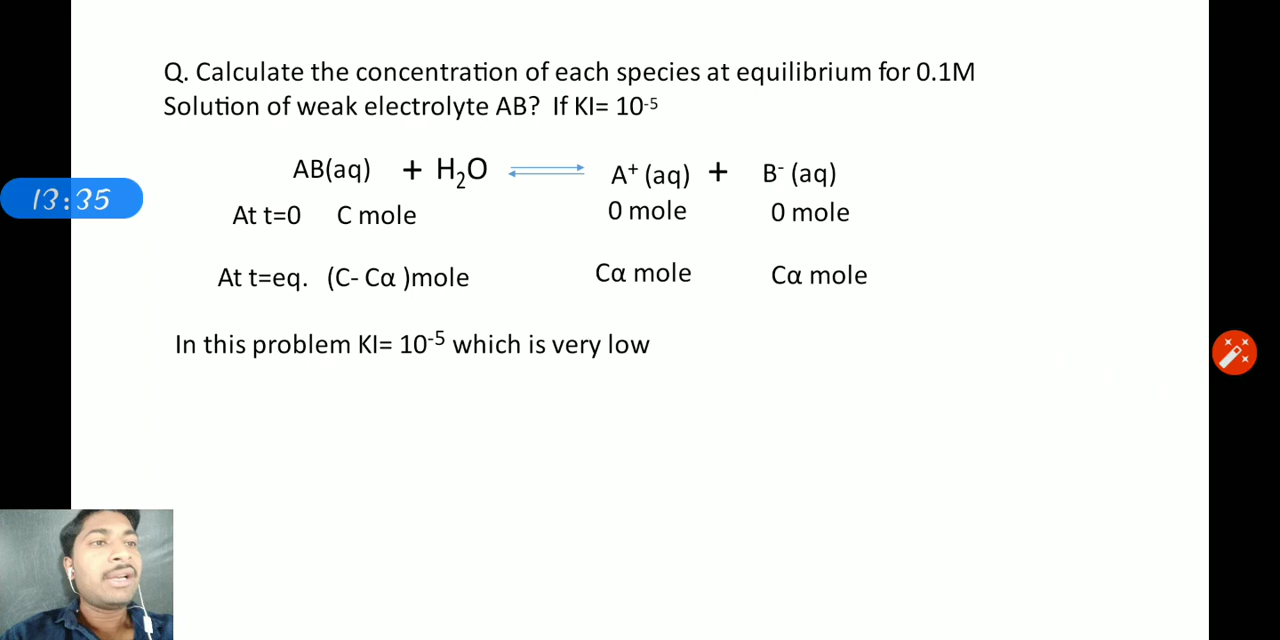 Q. Calculate the concentration of each species at equilibrium for 0.1M
Solution of weak electrolyte AB? If KI= 10⁻⁵
AB(aq) + H₂O ⇌ A⁺ (aq) + B⁻ (aq)
13:35
At t=0 C mole 0 mole 0 mole
At t=eq. (C- Cα )mole Cα mole Cα mole
In this problem KI= 10⁻⁵ which is very low